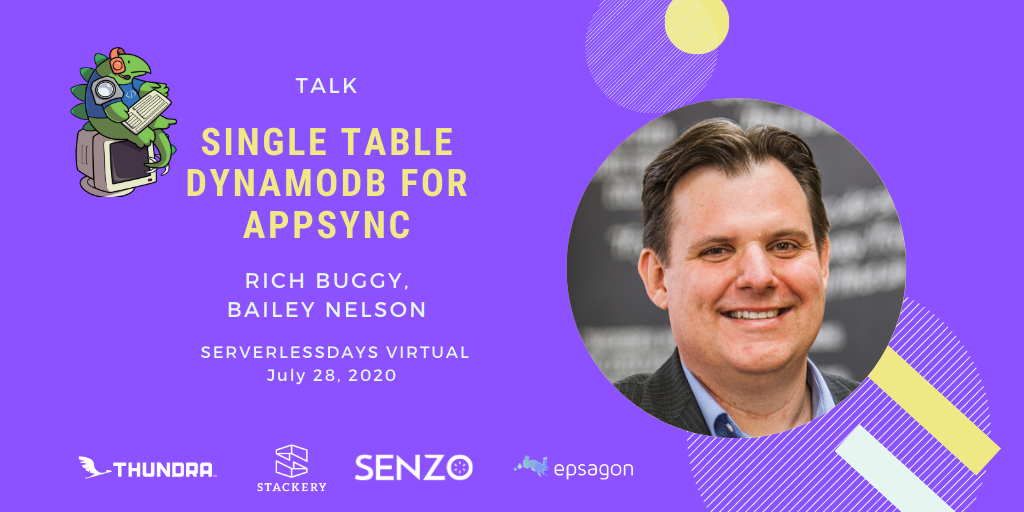 TALK
SINGLE TABLE
DYNAMODB FOR
APPSYNC
RICH BUGGY,
BAILEY NELSON
SERVERLESSDAYS VIRTUAL
July 28, 2020
THUNDRA
STACKERY
SENZO
epsagon